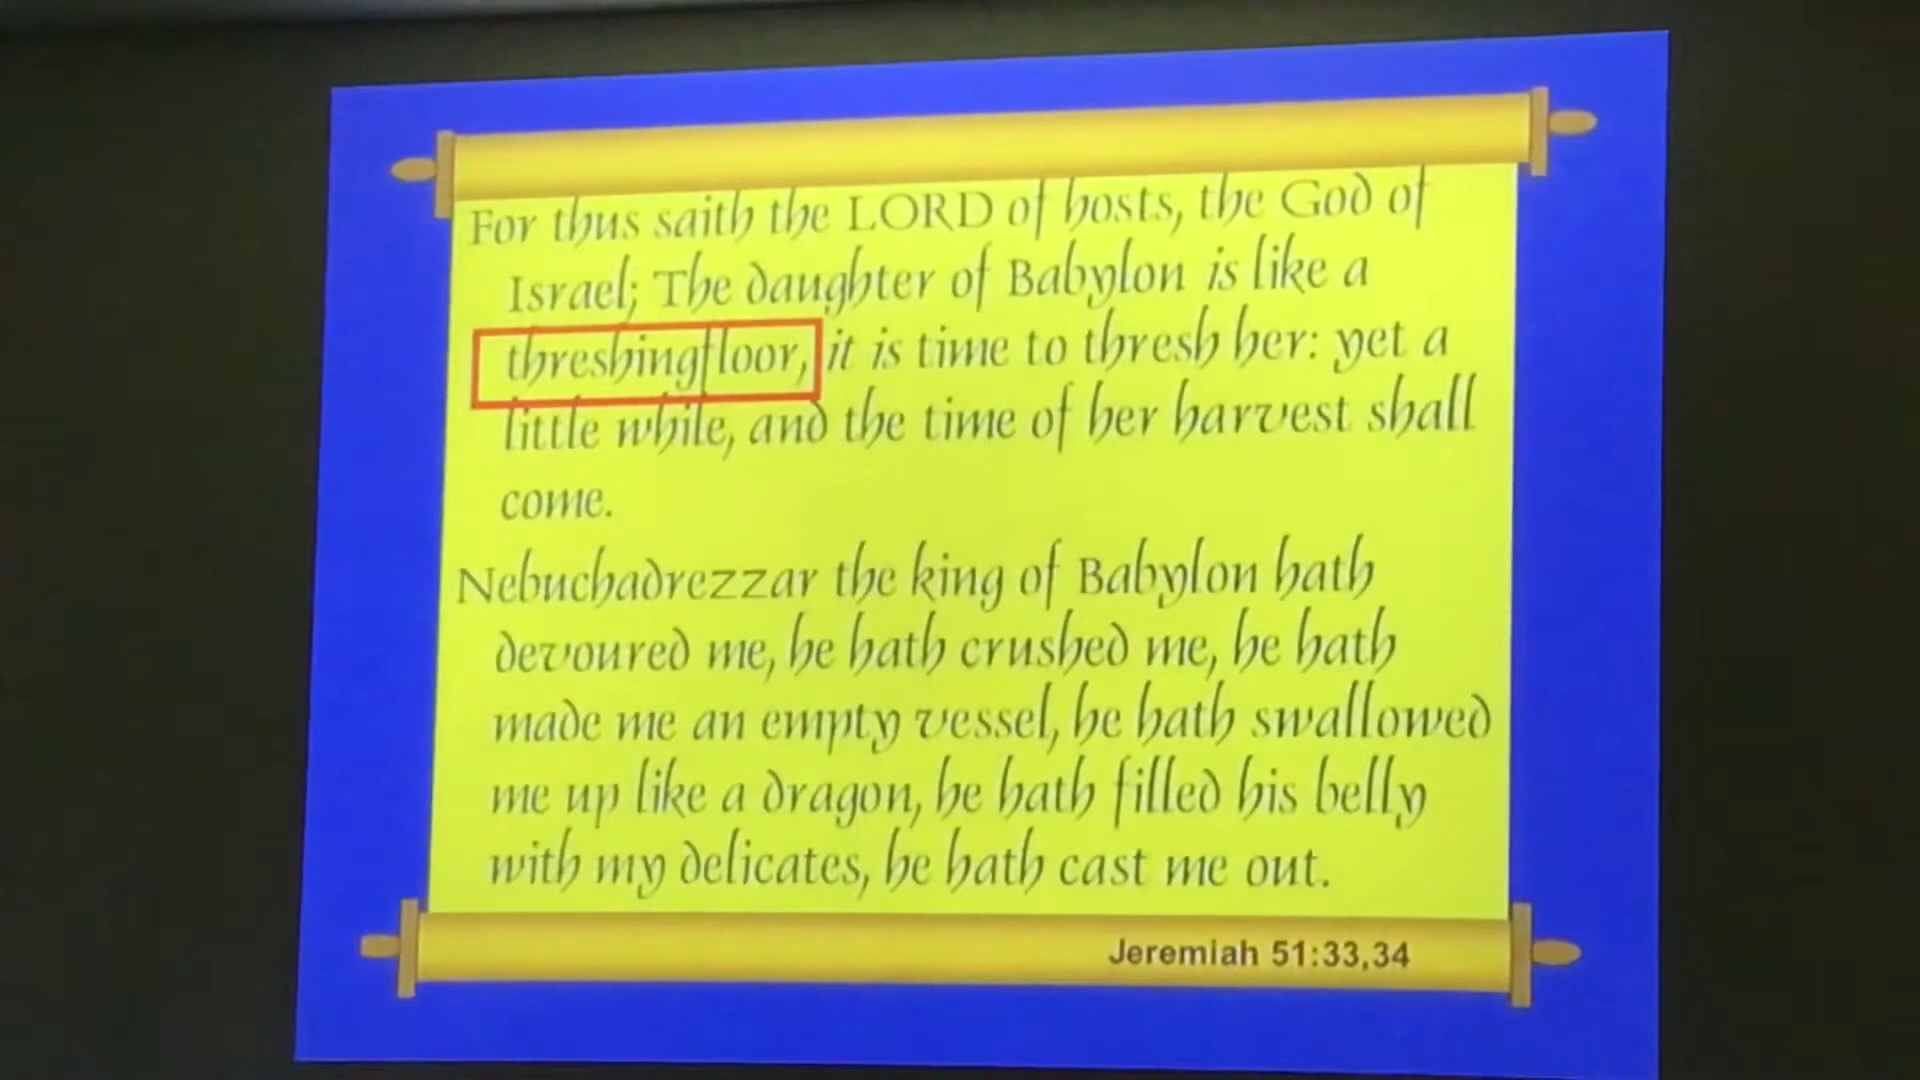 For thus saith the LORD of hosts, the God of
Israel; The daughter of Babylon is like a
threshingfloor, it is time to thresh her: yet a
little while, and the time of her harvest shall
come.
Nebuchadrezzar the king of Babylon hath
devoured me, he hath crushed me, he hath
made me an empty vessel, he hath swallowed
me up like a dragon, he hath filled his belly
with my delicates, he hath cast me out.
Jeremiah 51:33,34